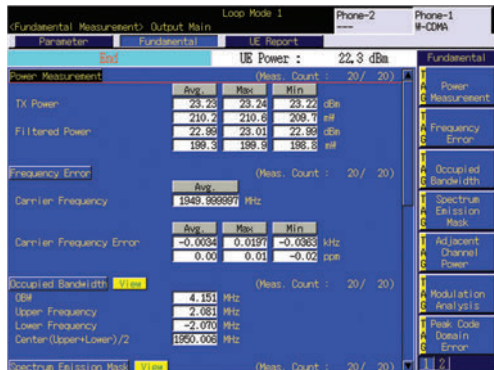 Loop Mode 1
<Fundamental Measurement> Output Main
Phone-2
----
Phone-1
W-CDMA
Parameter Fundamental UE Report
End UE Power : 22.3 dBm Fundamental
Power Measurement (Meas. Count : 20/ 20)
Avg. Max Min
TX Power 23.23 23.24 23.22 dBm
210.2 210.6 209.7 mW
Filtered Power 22.99 23.01 22.99 dBm
199.3 199.9 198.8 mW
Frequency Error (Meas. Count : 20/ 20)
Avg.
Carrier Frequency 1949.999997 MHz
Avg. Max Min
Carrier Frequency Error -0.0034 0.0197 -0.0363 kHz
0.00 0.01 -0.02 ppm
Occupied Bandwidth View (Meas. Count : 20/ 20)
OBW 4.151 MHz
Upper Frequency 2.081 MHz
Lower Frequency -2.070 MHz
Center(Upper+Lower)/2 1950.006 MHz
Spectrum Emission Mask View (Meas. Count : 20/ 20)
TAG Power Measurement
TAG Frequency Error
TAG Occupied Bandwidth
TAG Spectrum Emission Mask
TAG Adjacent Channel Power
TAG Modulation Analysis
TAG Peak Code Domain Error
1 2